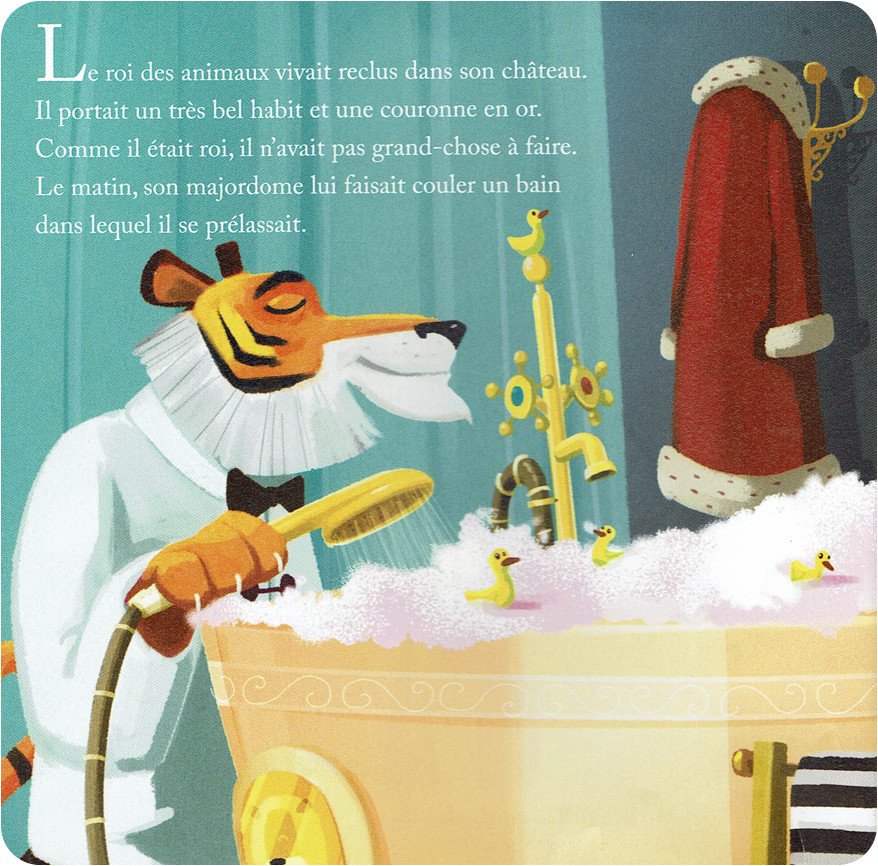 Le roi des animaux vivait reclus dans son château.
Il portait un très bel habit et une couronne en or.
Comme il était roi, il n'avait pas grand-chose à faire.
Le matin, son majordome lui faisait couler un bain
dans lequel il se prélassait.